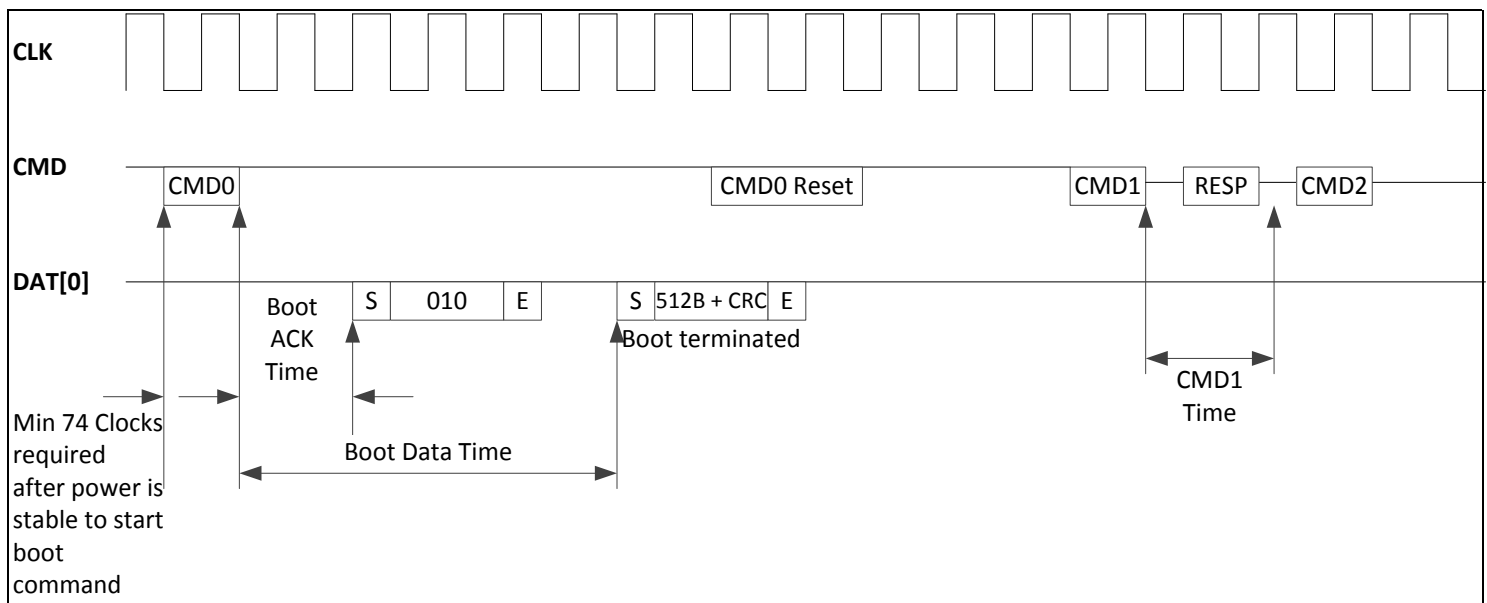 CLK
CMD
CMD0
CMD0 Reset
CMD1
RESP
CMD2
DAT[0]
Boot
ACK
Time
S
010
E
S
512B + CRC
E
Boot terminated
CMD1
Time
Min 74 Clocks
required
after power is
stable to start
boot
command
Boot Data Time